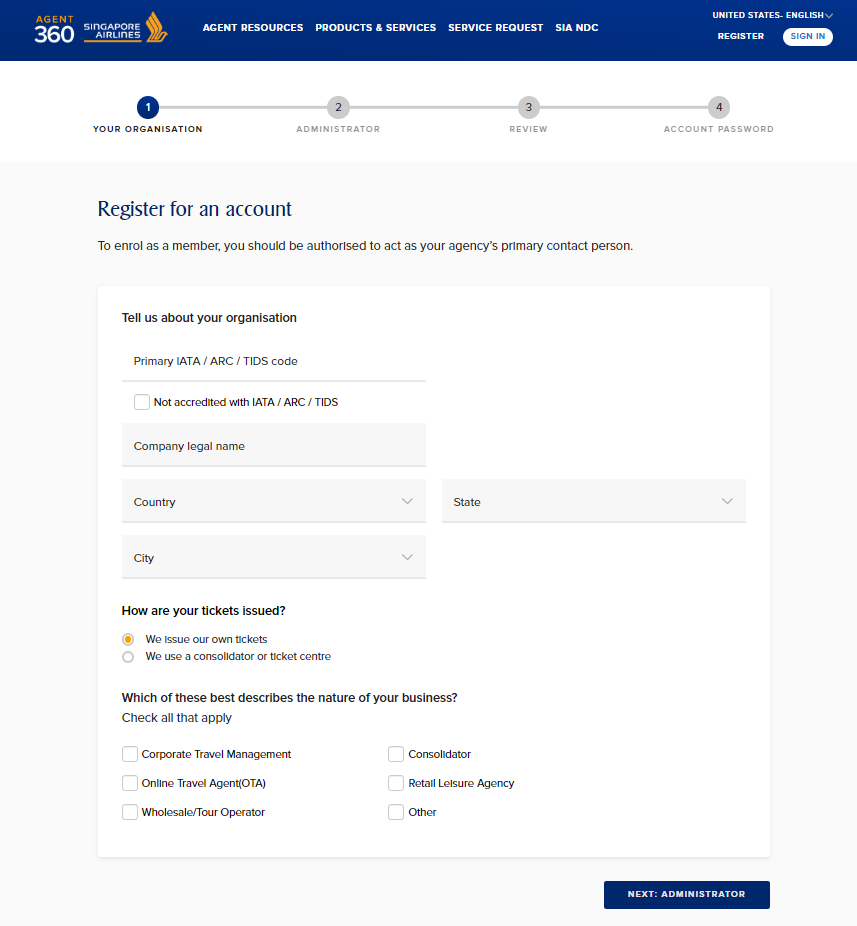 AGENT
360
SINGAPORE
AIRLINES
AGENT RESOURCES PRODUCTS & SERVICES SERVICE REQUEST SIA NDC
UNITED STATES- ENGLISH
REGISTER SIGN IN
1 2 3 4
YOUR ORGANISATION ADMINISTRATOR REVIEW ACCOUNT PASSWORD
Register for an account
To enrol as a member, you should be authorised to act as your agency's primary contact person.
Tell us about your organisation
Primary IATA / ARC / TIDS code
Not accredited with IATA / ARC / TIDS
Company legal name
Country State
City
How are your tickets issued?
We issue our own tickets
We use a consolidator or ticket centre
Which of these best describes the nature of your business?
Check all that apply
Corporate Travel Management Consolidator
Online Travel Agent(OTA) Retail Leisure Agency
Wholesale/Tour Operator Other
NEXT: ADMINISTRATOR